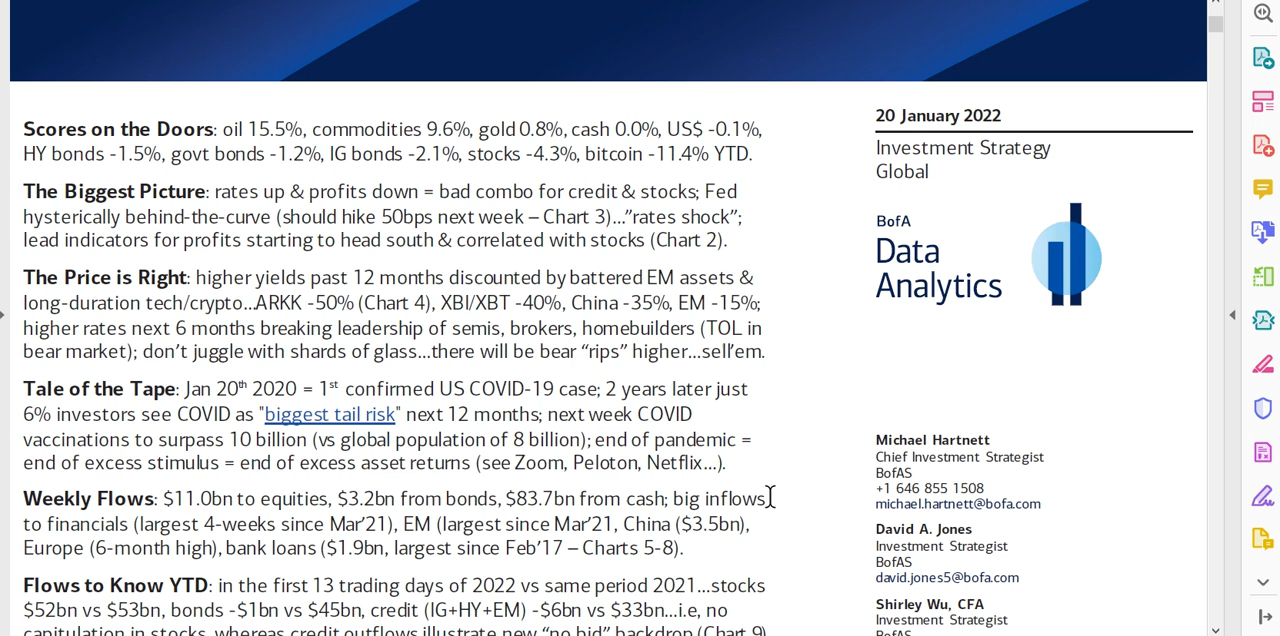 Scores on the Doors: oil 15.5%, commodities 9.6%, gold 0.8%, cash 0.0%, US$ -0.1%,
HY bonds -1.5%, govt bonds -1.2%, IG bonds -2.1%, stocks -4.3%, bitcoin -11.4% YTD.
The Biggest Picture: rates up & profits down = bad combo for credit & stocks; Fed
hysterically behind-the-curve (should hike 50bps next week – Chart 3)…”rates shock”;
lead indicators for profits starting to head south & correlated with stocks (Chart 2).
The Price is Right: higher yields past 12 months discounted by battered EM assets &
long-duration tech/crypto…ARKK -50% (Chart 4), XBI/XBT -40%, China -35%, EM -15%;
higher rates next 6 months breaking leadership of semis, brokers, homebuilders (TOL in
bear market); don’t juggle with shards of glass…there will be bear “rips” higher…sell’em.
Tale of the Tape: Jan 20th 2020 = 1st confirmed US COVID-19 case; 2 years later just
6% investors see COVID as "biggest tail risk" next 12 months; next week COVID
vaccinations to surpass 10 billion (vs global population of 8 billion); end of pandemic =
end of excess stimulus = end of excess asset returns (see Zoom, Peloton, Netflix…).
Weekly Flows: $11.0bn to equities, $3.2bn from bonds, $83.7bn from cash; big inflows
to financials (largest 4-weeks since Mar’21), EM (largest since Mar’21, China ($3.5bn),
Europe (6-month high), bank loans ($1.9bn, largest since Feb’17 – Charts 5-8).
Flows to Know YTD: in the first 13 trading days of 2022 vs same period 2021…stocks
$52bn vs $53bn, bonds -$1bn vs $45bn, credit (IG+HY+EM) -$6bn vs $33bn…i.e, no
capitulation in stocks, whereas credit outflows illustrate new “no bid” backdrop (Chart 9)
20 January 2022
Investment Strategy
Global
BofA
Data
Analytics
Michael Hartnett
Chief Investment Strategist
BofAS
+1 646 855 1508
michael.hartnett@bofa.com
David A. Jones
Investment Strategist
BofAS
david.jones5@bofa.com
Shirley Wu, CFA
Investment Strategist
BofAS